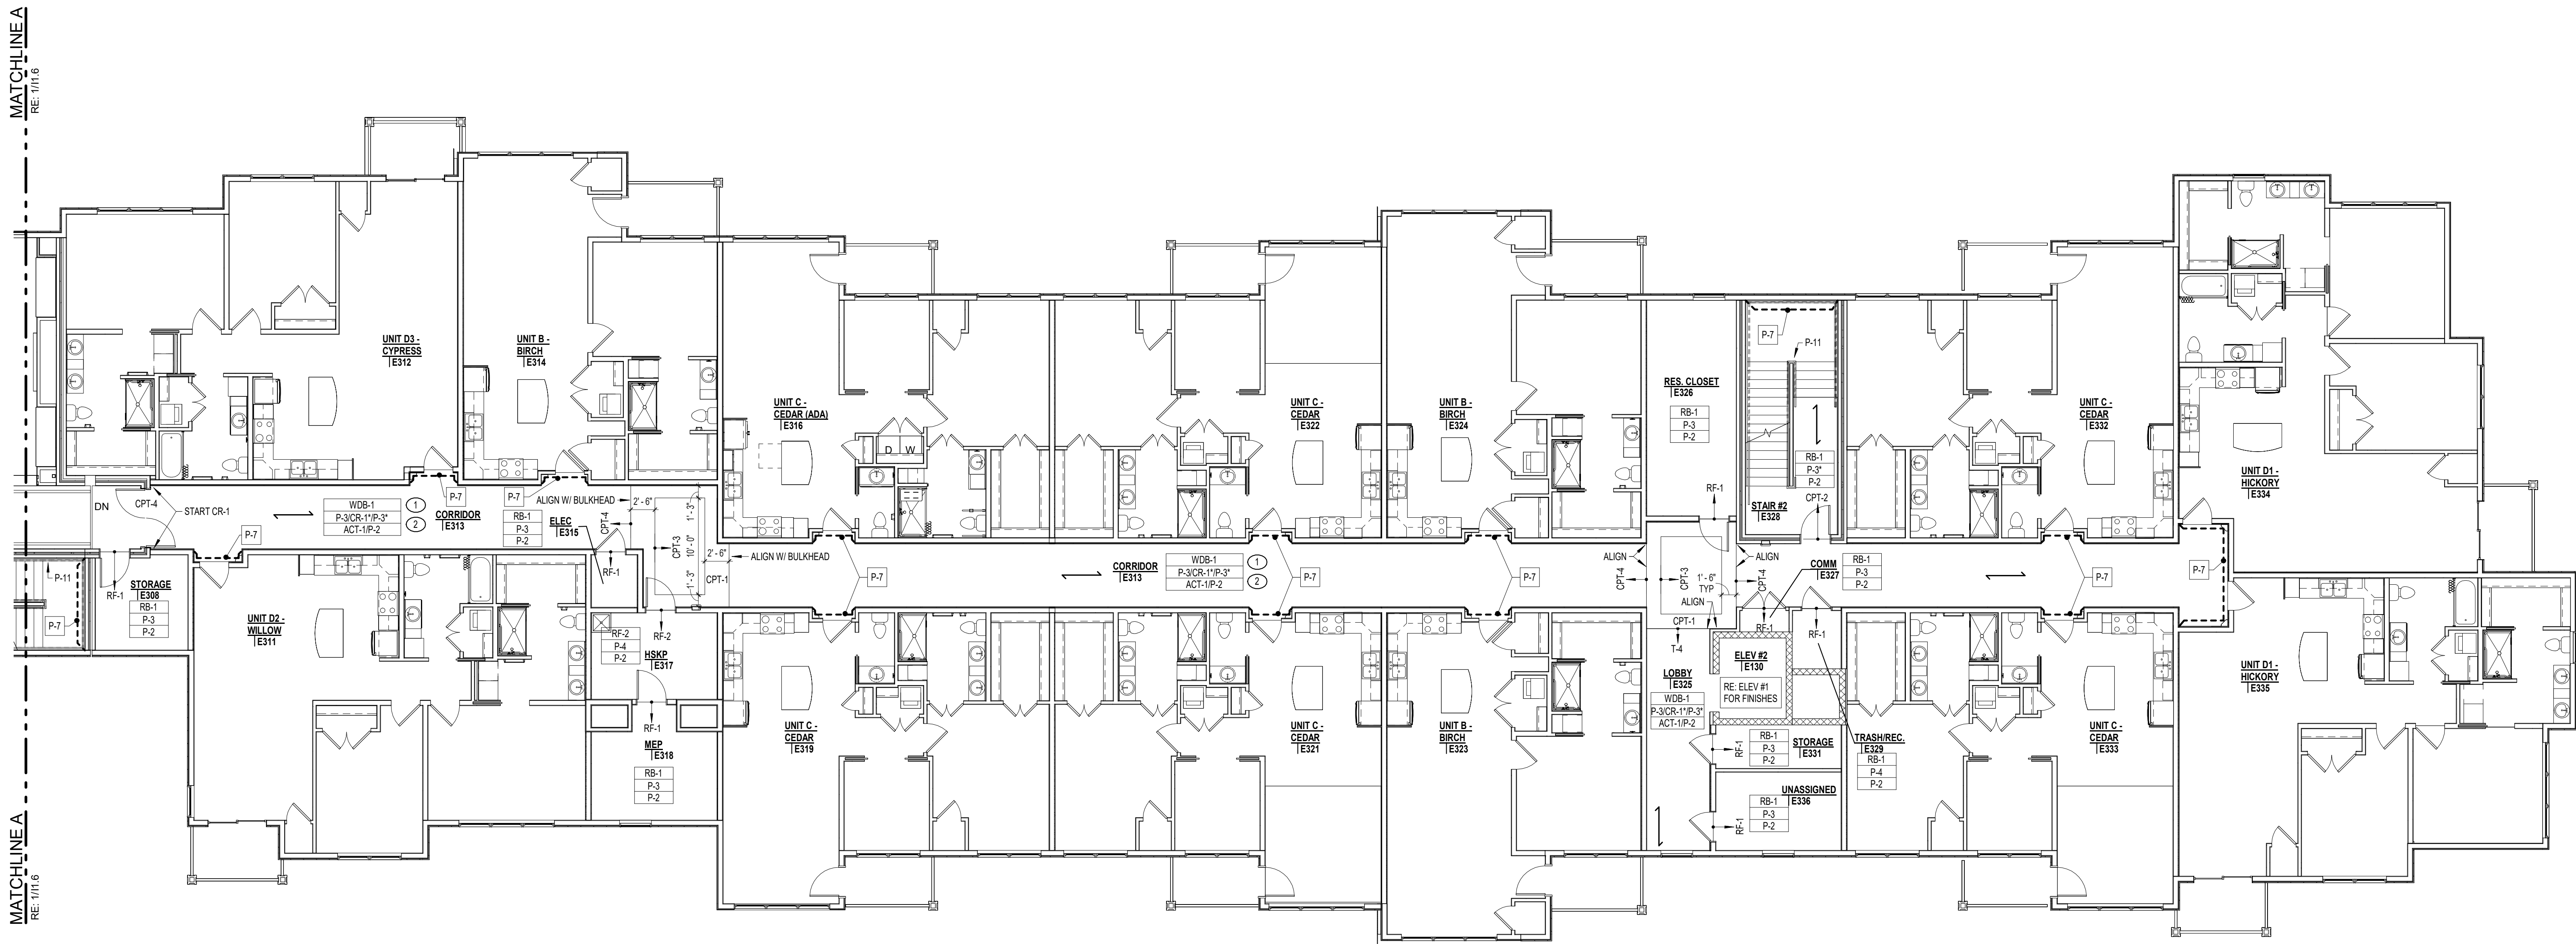 MATCHLINE A
RE: 1/I1.6
UNIT D3 -
CYPRESS
E312
UNIT B -
BIRCH
E314
UNIT C -
CEDAR (ADA)
E316
D W
UNIT C -
CEDAR
E322
UNIT B -
BIRCH
E324
RES. CLOSET
E326
RB-1
P-3
P-2
RF-1
P-7
P-11
RB-1
P-3*
P-2
CPT-2
STAIR #2
E328
UNIT C -
CEDAR
E332
UNIT D1 -
HICKORY
E334
DN
CPT-4
START CR-1
WDB-1
P-3/CR-1*/P-3*
ACT-1/P-2
1
2
P-7
CORRIDOR
E313
P-7
ALIGN W/ BULKHEAD
2' - 6"
RB-1
P-3
P-2
ELEC
E315
RF-1
CPT-4
CPT-3
1' - 3"
10' - 0"
1' - 3"
2' - 6"
CPT-1
ALIGN W/ BULKHEAD
P-7
P-7
CORRIDOR
E313
WDB-1
P-3/CR-1*/P-3*
ACT-1/P-2
1
2
P-7
P-7
ALIGN
CPT-4
CPT-3
1' - 6"
TYP
ALIGN
CPT-1
ALIGN
CPT-4
COMM
E327
RB-1
P-3
P-2
P-7
P-7
P-11
P-7
RF-1
STORAGE
E308
RB-1
P-3
P-2
UNIT D2 -
WILLOW
E311
RF-2
P-4
P-2
RF-2
HSKP
E317
RF-1
MEP
E318
RB-1
P-3
P-2
UNIT C -
CEDAR
E319
UNIT C -
CEDAR
E321
UNIT B -
BIRCH
E323
T-4
LOBBY
E325
WDB-1
P-3/CR-1*/P-3*
ACT-1/P-2
RF-1
ELEV #2
E130
RE: ELEV #1
FOR FINISHES
RF-1
RF-1
RB-1
P-3
P-2
STORAGE
E331
TRASH/REC.
E329
RB-1
P-4
P-2
RF-1
RB-1
P-3
P-2
UNASSIGNED
E336
UNIT C -
CEDAR
E333
UNIT D1 -
HICKORY
E335
MATCHLINE A
RE: 1/I1.6